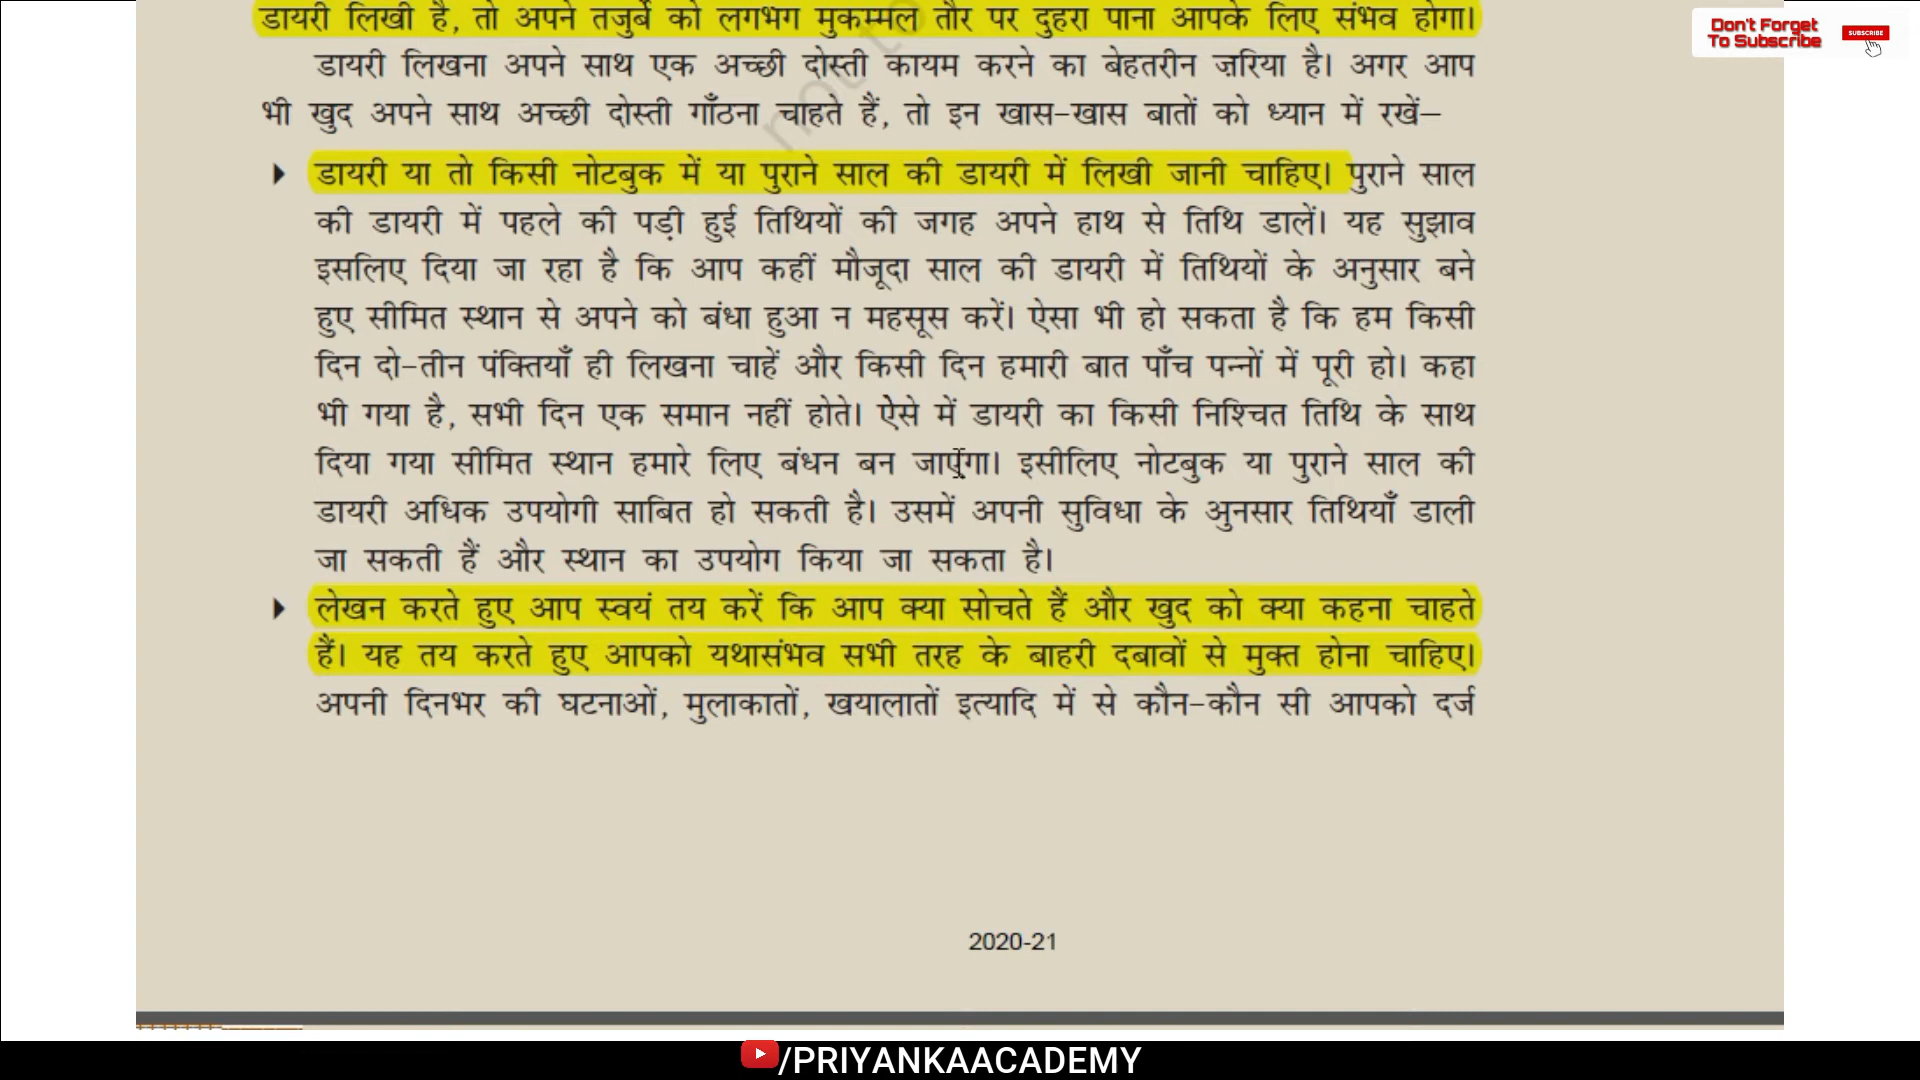 डायरी लिखी है, तो अपने तजुर्बे को लगभग मुकम्मल तौर पर दुहरा पाना आपके लिए संभव होगा।
Don't Forget
To Subscribe
SUBSCRIBE
डायरी लिखना अपने साथ एक अच्छी दोस्ती कायम करने का बेहतरीन ज़रिया है। अगर आप
भी खुद अपने साथ अच्छी दोस्ती गाँठना चाहते हैं, तो इन खास-खास बातों को ध्यान में रखें–
डायरी या तो किसी नोटबुक में या पुराने साल की डायरी में लिखी जानी चाहिए। पुराने साल
की डायरी में पहले की पड़ी हुई तिथियों की जगह अपने हाथ से तिथि डालें। यह सुझाव
इसलिए दिया जा रहा है कि आप कहीं मौजूदा साल की डायरी में तिथियों के अनुसार बने
हुए सीमित स्थान से अपने को बंधा हुआ न महसूस करें। ऐसा भी हो सकता है कि हम किसी
दिन दो-तीन पंक्तियाँ ही लिखना चाहें और किसी दिन हमारी बात पाँच पन्नों में पूरी हो। कहा
भी गया है, सभी दिन एक समान नहीं होते। ऐसे में डायरी का किसी निश्चित तिथि के साथ
दिया गया सीमित स्थान हमारे लिए बंधन बन जाएगा। इसीलिए नोटबुक या पुराने साल की
डायरी अधिक उपयोगी साबित हो सकती है। उसमें अपनी सुविधा के अुनसार तिथियाँ डाली
जा सकती हैं और स्थान का उपयोग किया जा सकता है।
लेखन करते हुए आप स्वयं तय करें कि आप क्या सोचते हैं और खुद को क्या कहना चाहते
हैं। यह तय करते हुए आपको यथासंभव सभी तरह के बाहरी दबावों से मुक्त होना चाहिए।
अपनी दिनभर की घटनाओं, मुलाकातों, खयालातों इत्यादि में से कौन-कौन सी आपको दर्ज
not to
2020-21
/PRIYANKAACADEMY